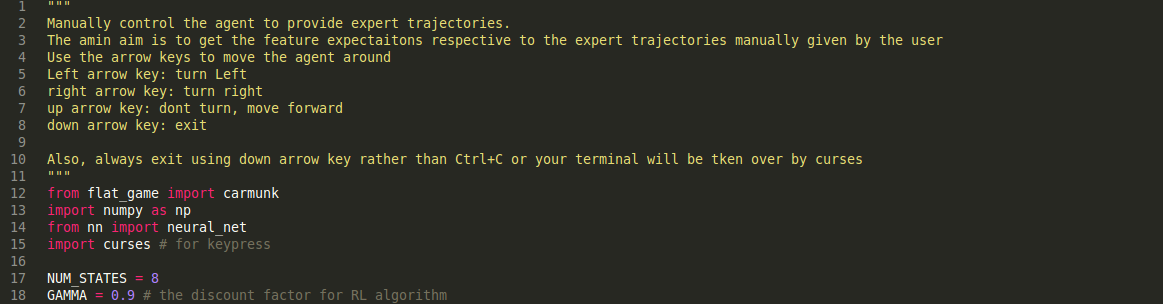 1 """
2 Manually control the agent to provide expert trajectories.
3 The amin aim is to get the feature expectaitons respective to the expert trajectories manually given by the user
4 Use the arrow keys to move the agent around
5 Left arrow key: turn Left
6 right arrow key: turn right
7 up arrow key: dont turn, move forward
8 down arrow key: exit
9
10 Also, always exit using down arrow key rather than Ctrl+C or your terminal will be tken over by curses
11 """
12 from flat_game import carmunk
13 import numpy as np
14 from nn import neural_net
15 import curses # for keypress
16
17 NUM_STATES = 8
18 GAMMA = 0.9 # the discount factor for RL algorithm